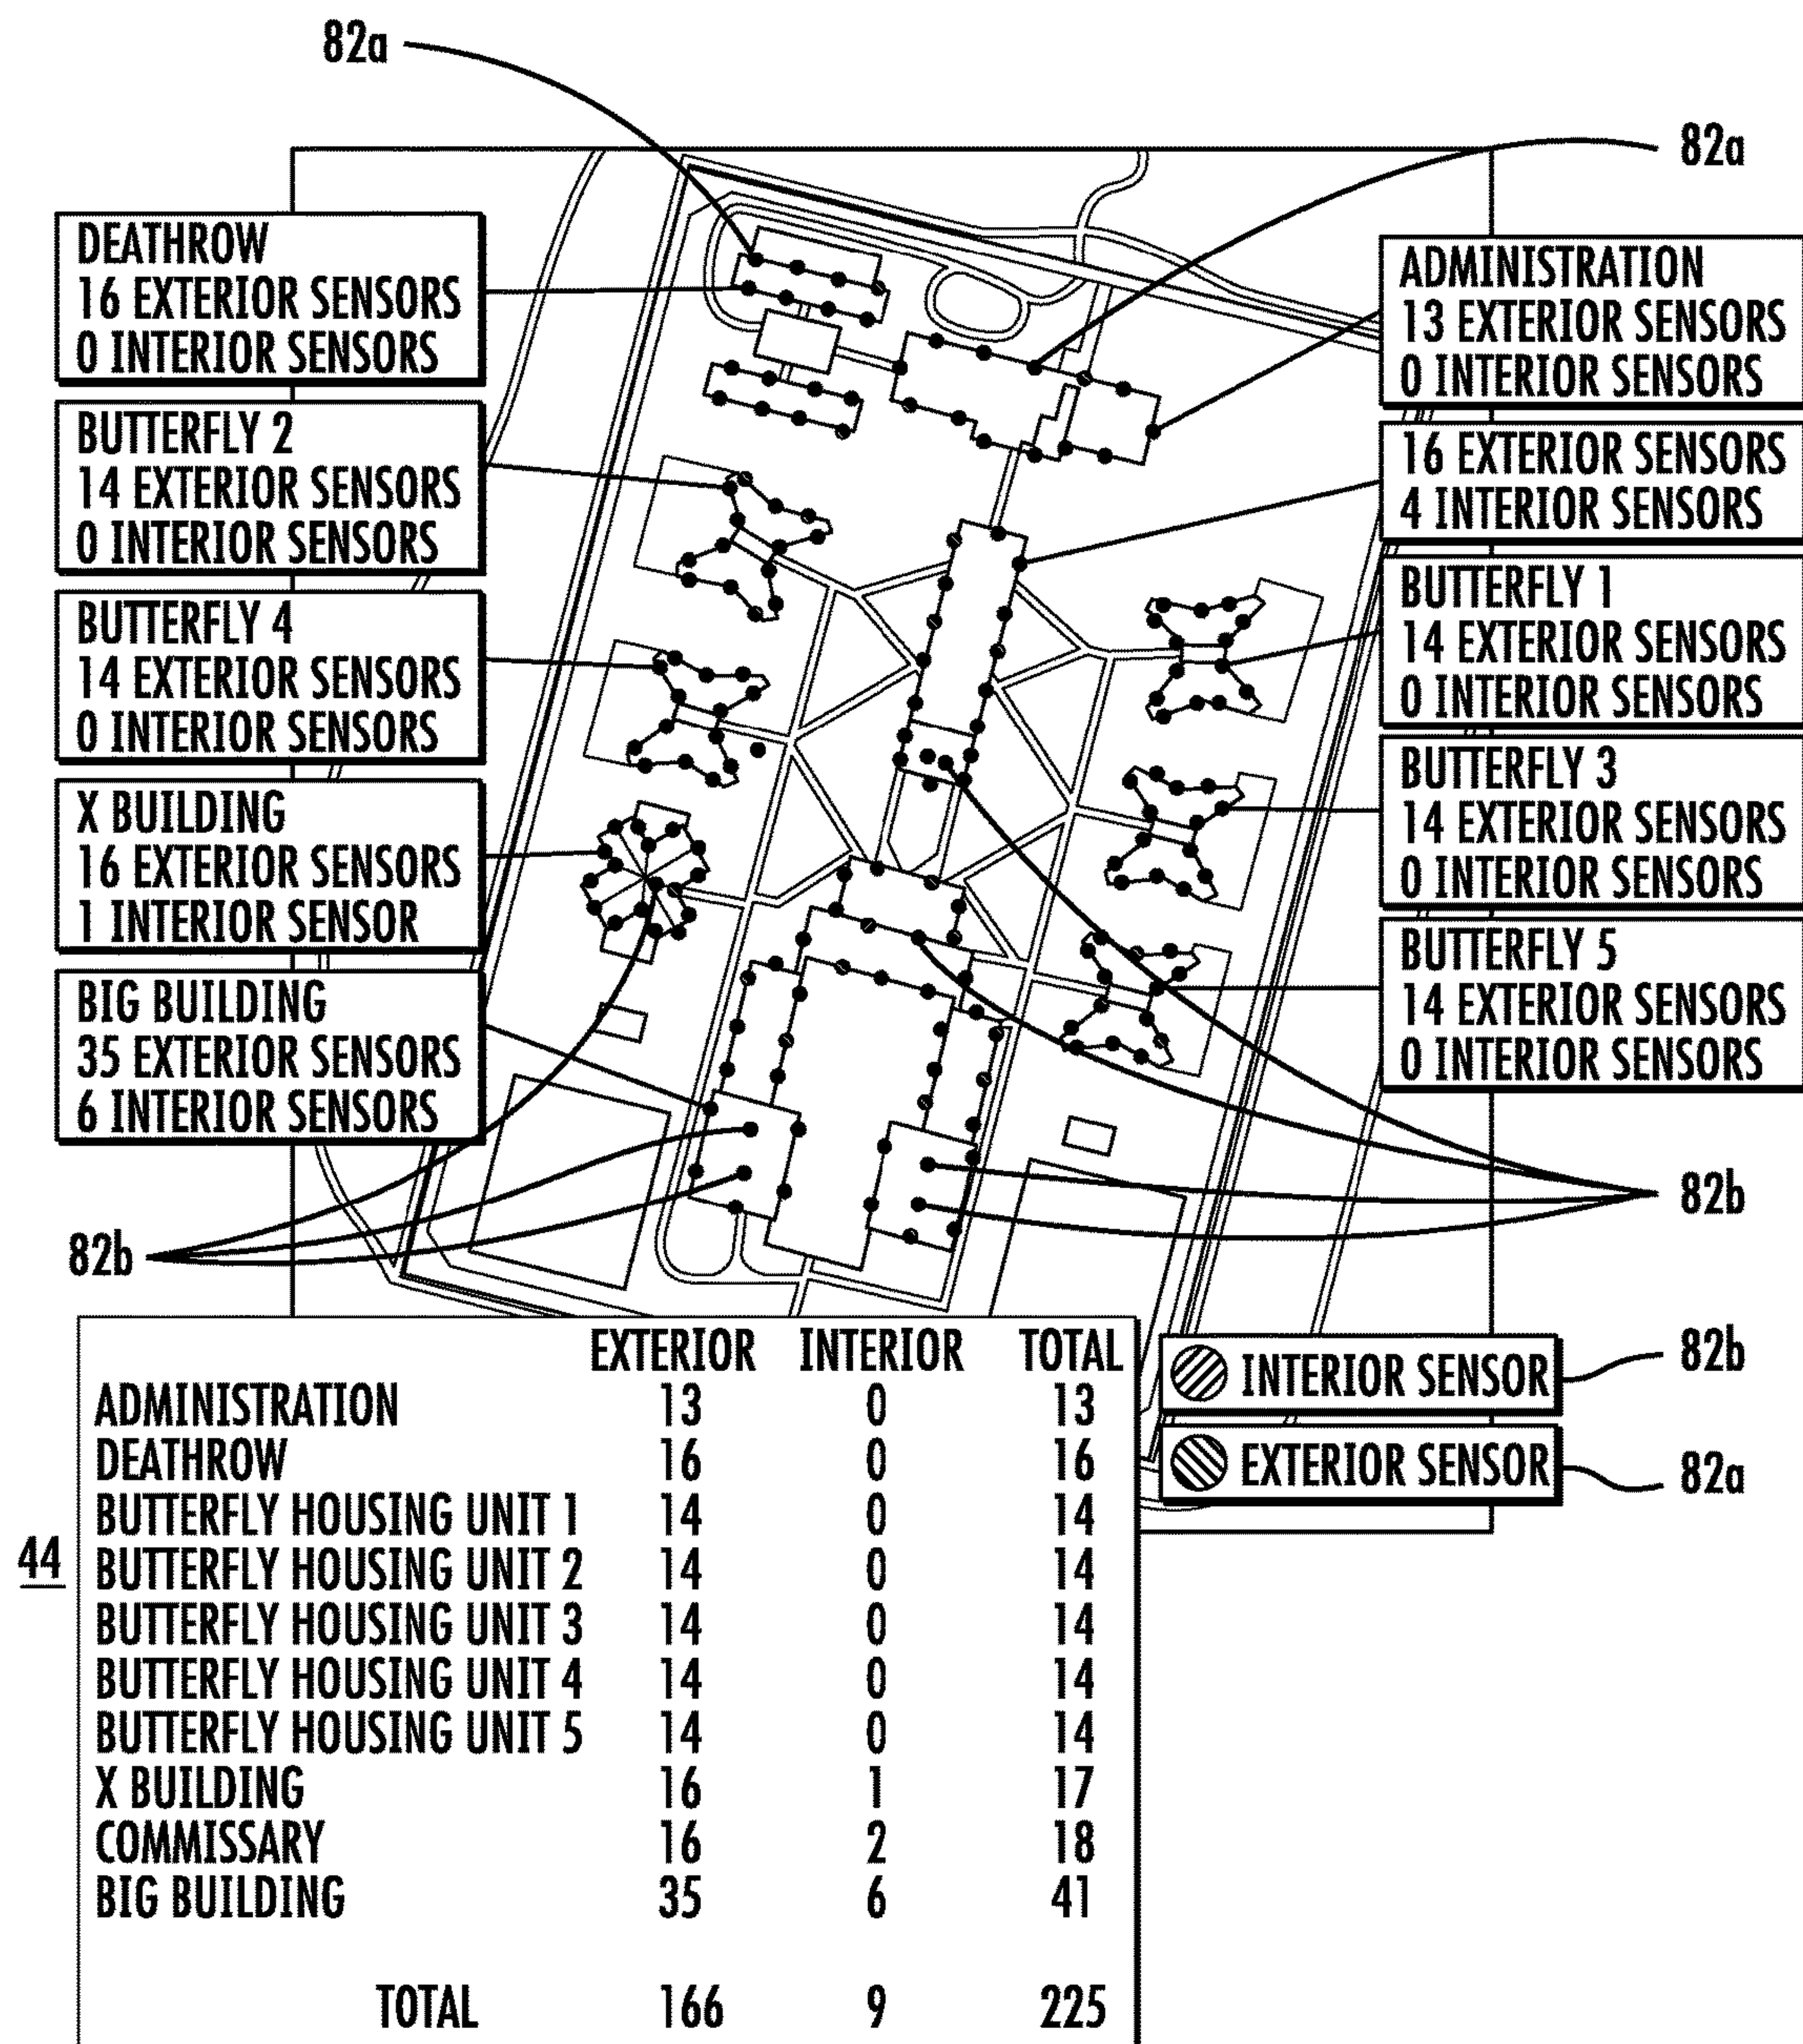 82a
82a
DEATHROW
16 EXTERIOR SENSORS
0 INTERIOR SENSORS
BUTTERFLY 2
14 EXTERIOR SENSORS
0 INTERIOR SENSORS
BUTTERFLY 4
14 EXTERIOR SENSORS
0 INTERIOR SENSORS
X BUILDING
16 EXTERIOR SENSORS
1 INTERIOR SENSOR
BIG BUILDING
35 EXTERIOR SENSORS
6 INTERIOR SENSORS
ADMINISTRATION
13 EXTERIOR SENSORS
0 INTERIOR SENSORS
16 EXTERIOR SENSORS
4 INTERIOR SENSORS
BUTTERFLY 1
14 EXTERIOR SENSORS
0 INTERIOR SENSORS
BUTTERFLY 3
14 EXTERIOR SENSORS
0 INTERIOR SENSORS
BUTTERFLY 5
14 EXTERIOR SENSORS
0 INTERIOR SENSORS
82b
82b
INTERIOR SENSOR 82b
EXTERIOR SENSOR 82a
44
EXTERIOR INTERIOR TOTAL
ADMINISTRATION 13 0 13
DEATHROW 16 0 16
BUTTERFLY HOUSING UNIT 1 14 0 14
BUTTERFLY HOUSING UNIT 2 14 0 14
BUTTERFLY HOUSING UNIT 3 14 0 14
BUTTERFLY HOUSING UNIT 4 14 0 14
BUTTERFLY HOUSING UNIT 5 14 0 14
X BUILDING 16 1 17
COMMISSARY 16 2 18
BIG BUILDING 35 6 41
TOTAL 166 9 225